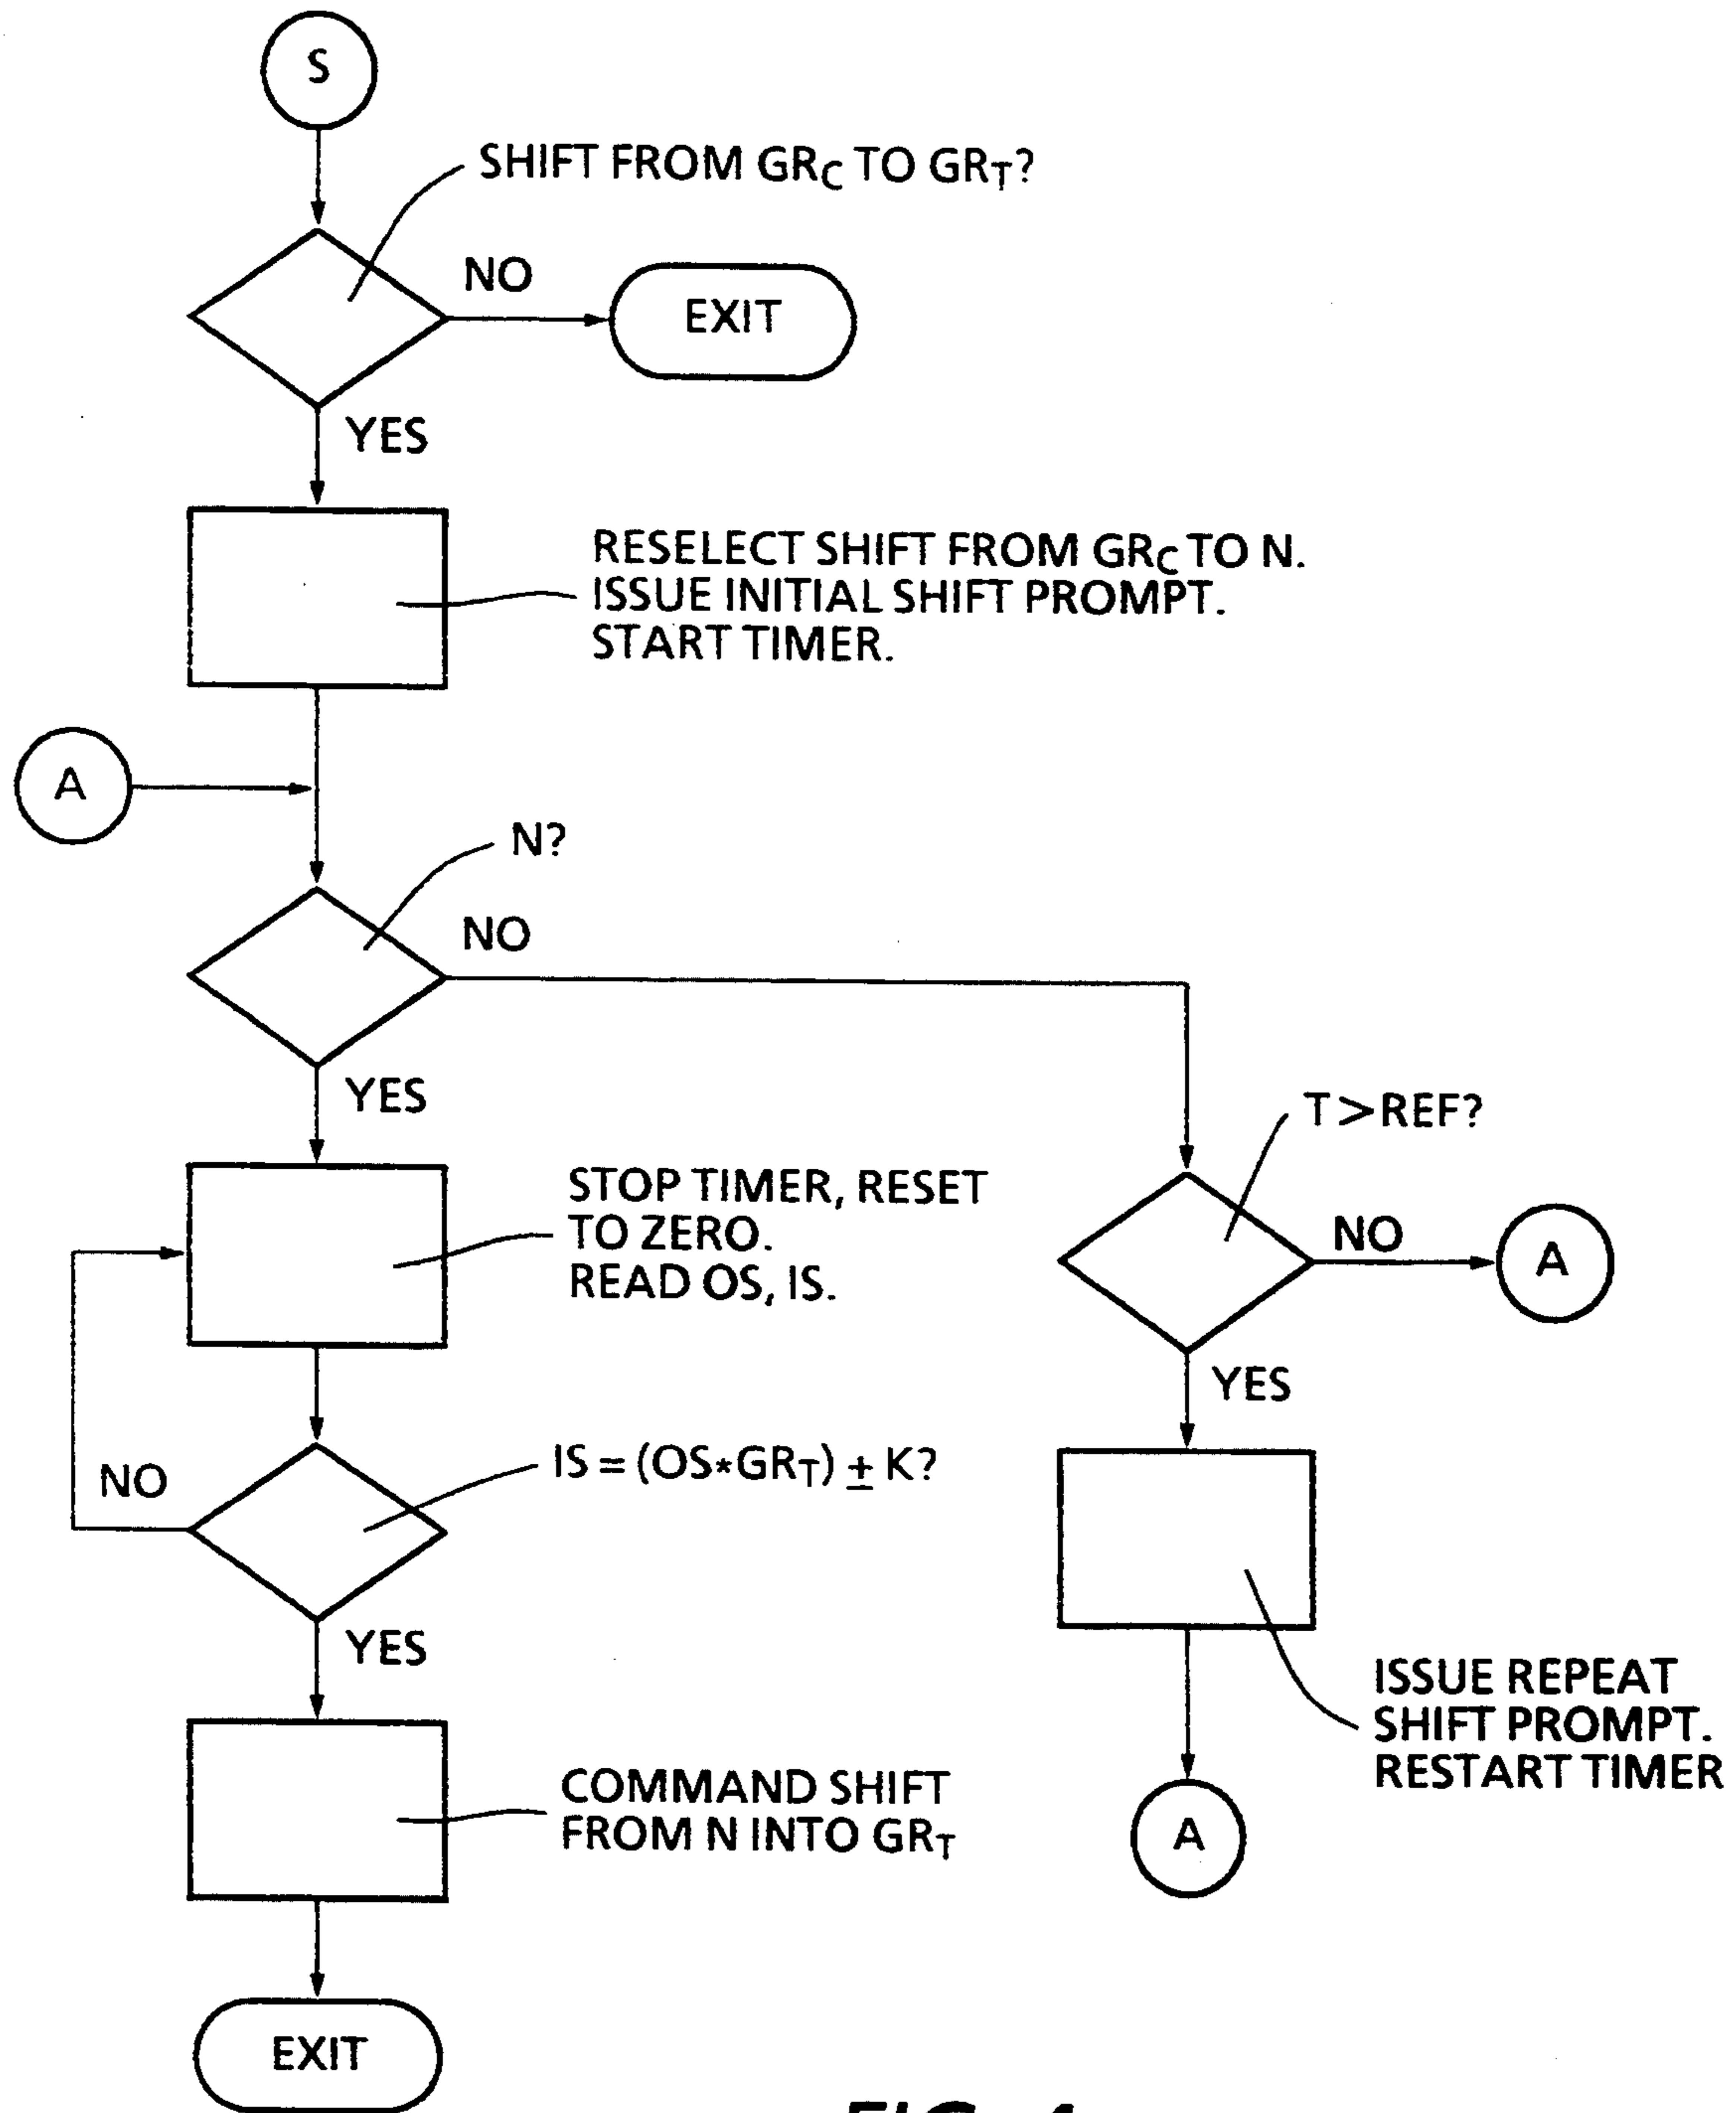 S
SHIFT FROM GRC TO GRT?
NO
EXIT
YES
RESELECT SHIFT FROM GRC TO N.
ISSUE INITIAL SHIFT PROMPT.
START TIMER.
A
N?
NO
YES
T>REF?
STOP TIMER, RESET
TO ZERO.
READ OS, IS.
NO
A
YES
IS = (OS*GRT) ± K?
NO
YES
ISSUE REPEAT
SHIFT PROMPT.
RESTART TIMER
COMMAND SHIFT
FROM N INTO GRT
A
EXIT